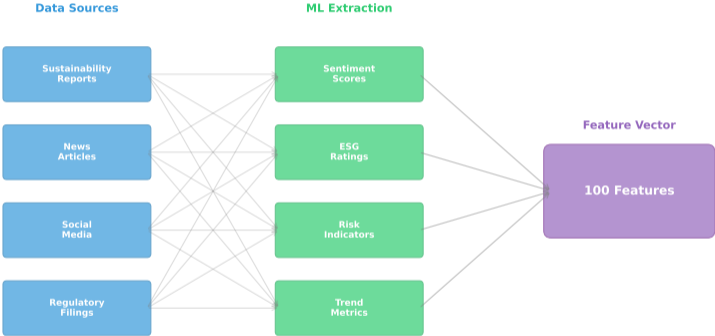 Data Sources
ML Extraction
Sustainability
Reports
Sentiment
Scores
News
Articles
ESG
Ratings
Feature Vector
100 Features
Social
Media
Risk
Indicators
Regulatory
Filings
Trend
Metrics